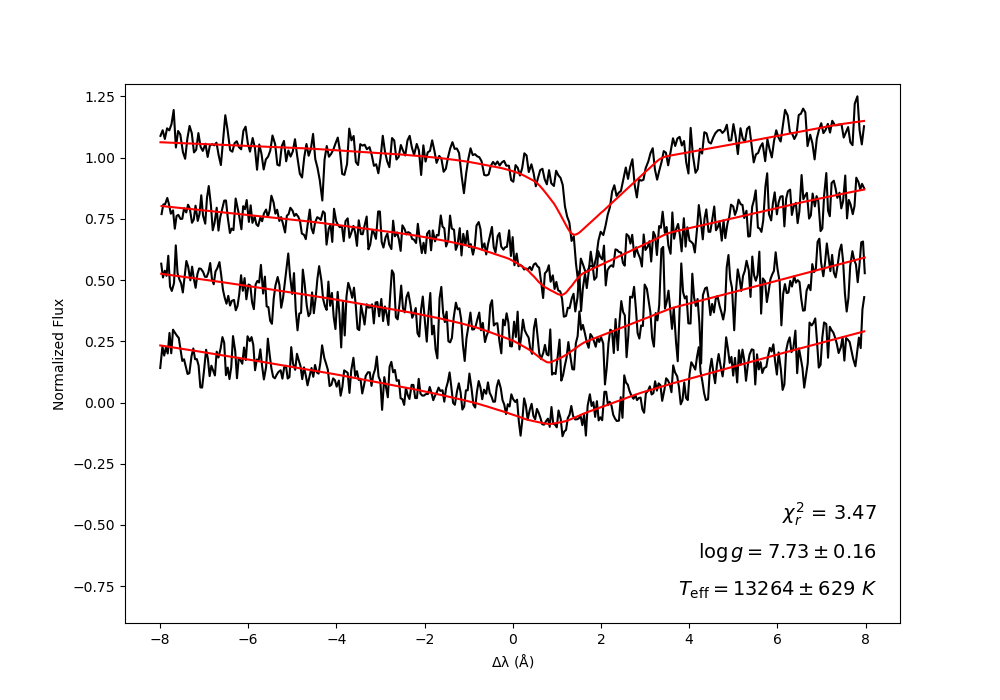 1.25
1.00
0.75
0.50
0.25
0.00
−0.25
−0.50
−0.75
Normalized Flux
χ²ᵣ = 3.47
log g = 7.73 ± 0.16
T_eff = 13264 ± 629 K
−8 −6 −4 −2 0 2 4 6 8
Δλ (Å)